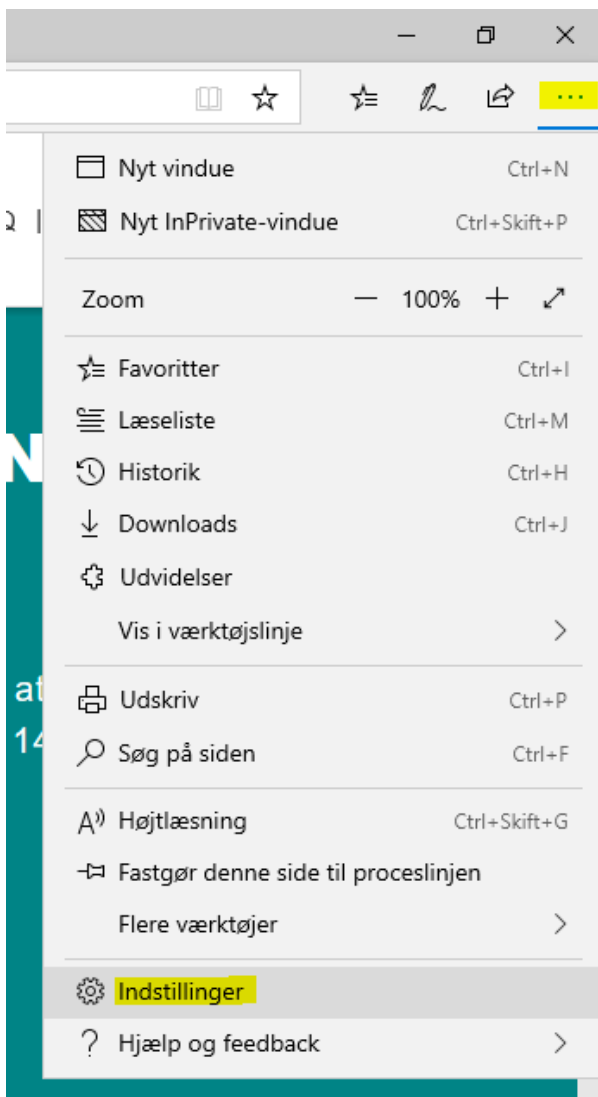 ···
Nyt vindue Ctrl+N
Q | Nyt InPrivate-vindue Ctrl+Skift+P
Zoom — 100% +
Favoritter Ctrl+I
Læseliste Ctrl+M
N
Historik Ctrl+H
Downloads Ctrl+J
Udvidelser
Vis i værktøjslinje >
at
Udskriv Ctrl+P
14
Søg på siden Ctrl+F
Højtlæsning Ctrl+Skift+G
Fastgør denne side til proceslinjen
Flere værktøjer >
Indstillinger
? Hjælp og feedback >